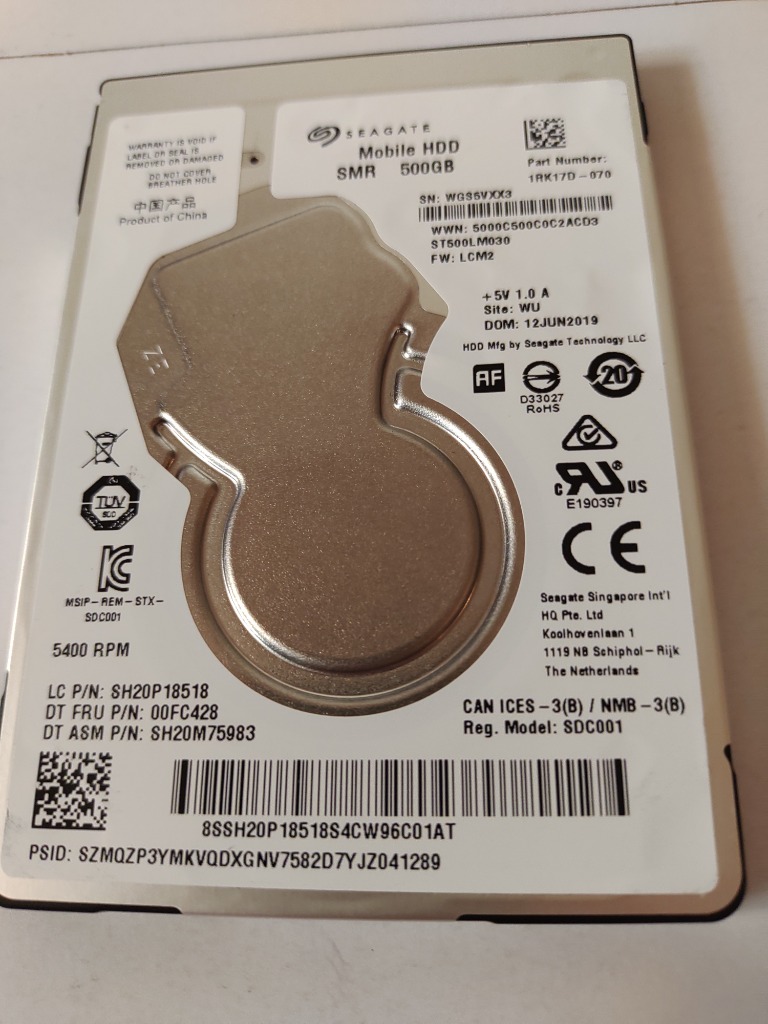 WARRANTY IS VOID IF
LABEL OR SEAL IS
REMOVED OR DAMAGED
DO NOT COVER
BREATHER HOLE
中国产品
Product of China
SEAGATE
Mobile HDD
SMR 500GB
Part Number:
1RK17D-070
SN: WGS5VXX3
WWN: 5000C500C0C2ACD3
ST500LM030
FW: LCM2
+5V 1.0 A
Site: WU
DOM: 12JUN2019
HDD Mfg by Seagate Technology LLC
AF
D33027
RoHS
20
c RU ® US
E190397
CE
ZE
TUV
SUD
MSIP-REM-STX-
SDC001
5400 RPM
Seagate Singapore Int'l
HQ Pte. Ltd
Koolhovenlaan 1
1119 NB Schiphol-Rijk
The Netherlands
LC P/N: SH20P18518
DT FRU P/N: 00FC428
DT ASM P/N: SH20M75983
CAN ICES-3(B) / NMB-3(B)
Reg. Model: SDC001
8SSH20P18518S4CW96C01AT
PSID: SZMQZP3YMKVQDXGNV7582D7YJZ041289